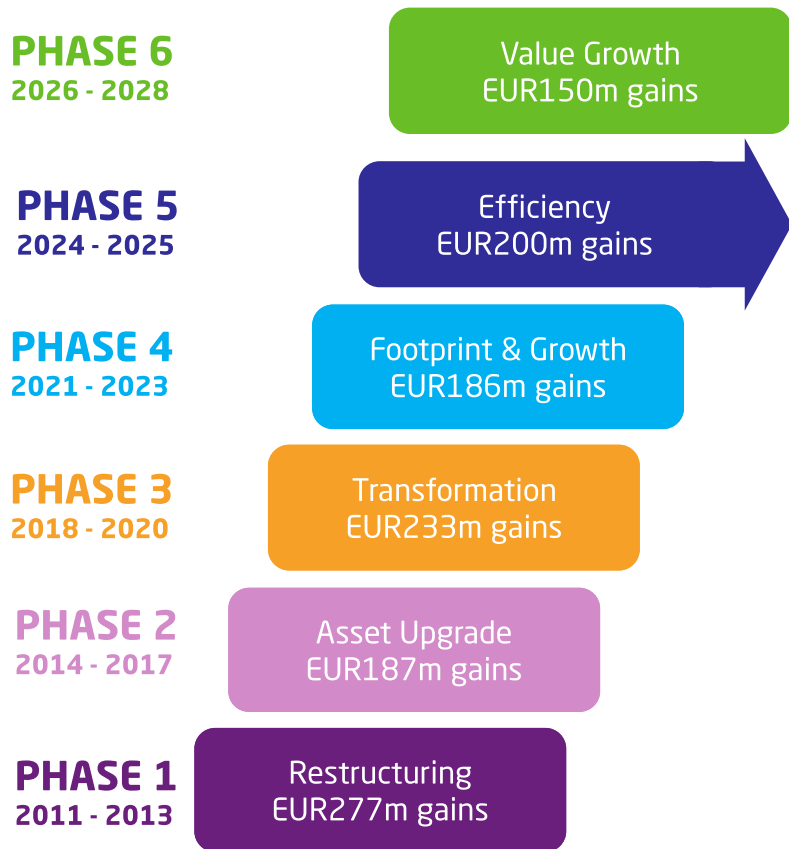 PHASE 6
2026 - 2028
Value Growth
EUR150m gains
PHASE 5
2024 - 2025
Efficiency
EUR200m gains
PHASE 4
2021 - 2023
Footprint & Growth
EUR186m gains
PHASE 3
2018 - 2020
Transformation
EUR233m gains
PHASE 2
2014 - 2017
Asset Upgrade
EUR187m gains
PHASE 1
2011 - 2013
Restructuring
EUR277m gains